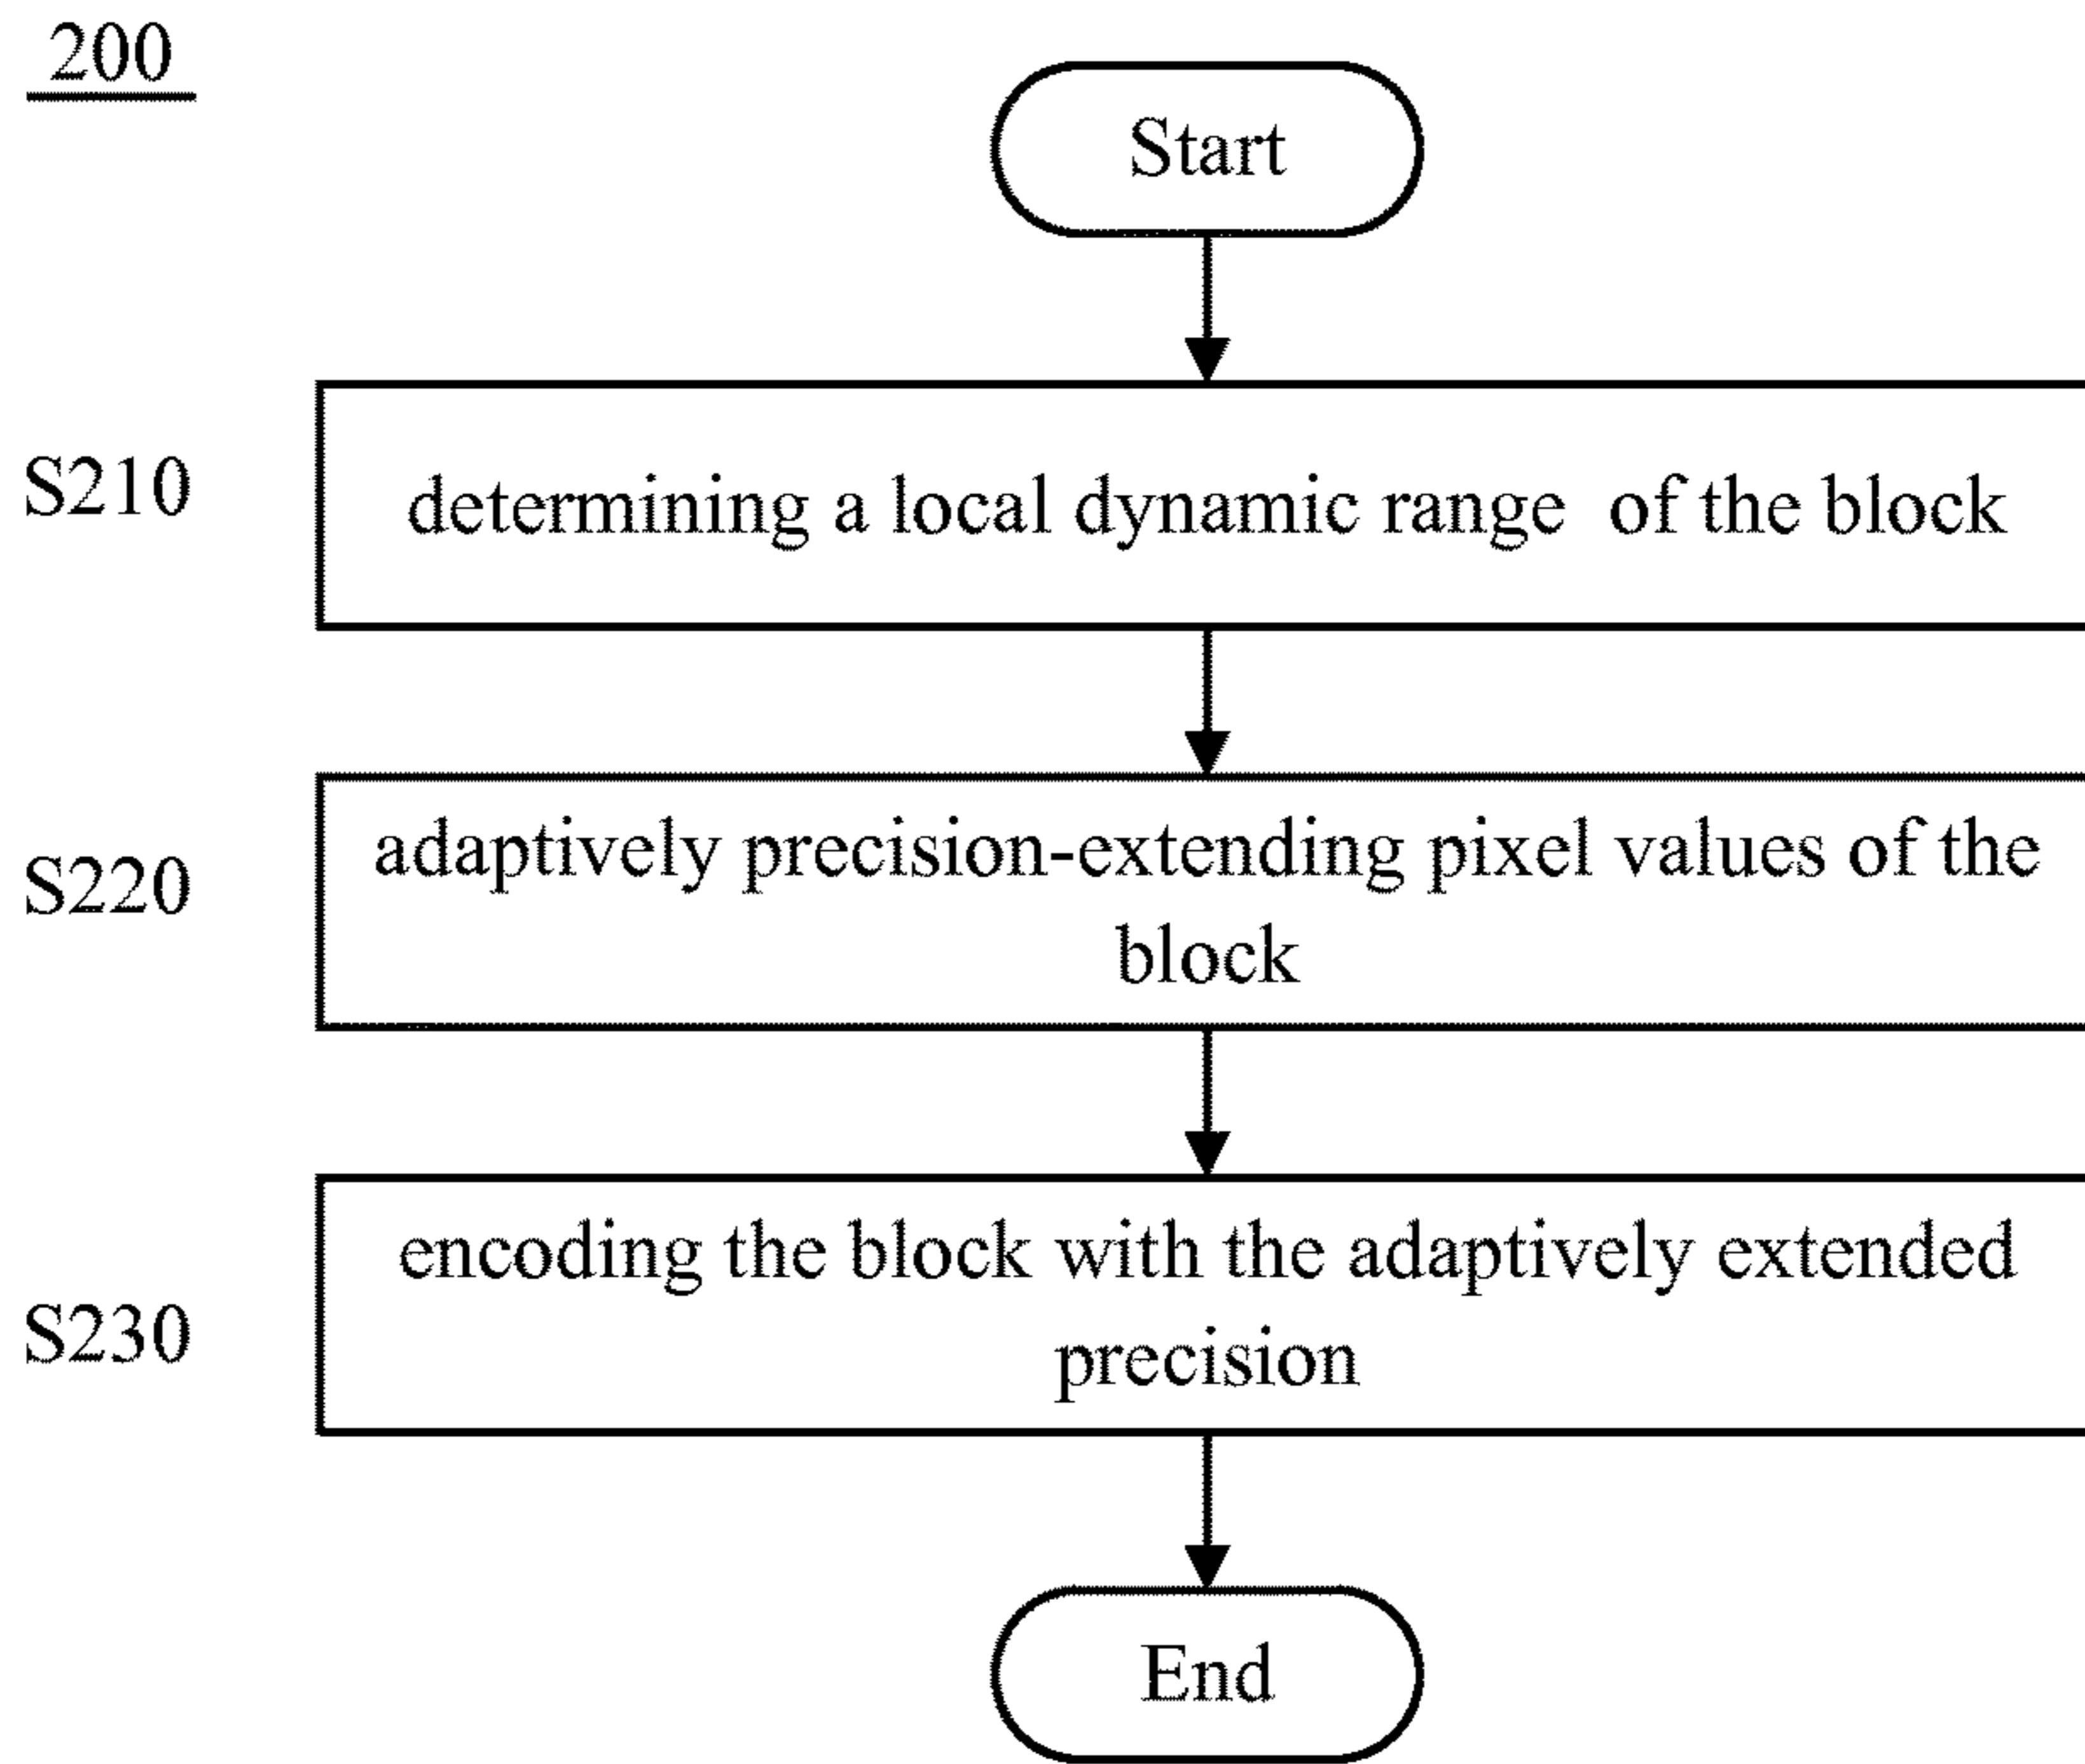 200
Start
S210
determining a local dynamic range of the block
S220
adaptively precision-extending pixel values of the
block
S230
encoding the block with the adaptively extended
precision
End